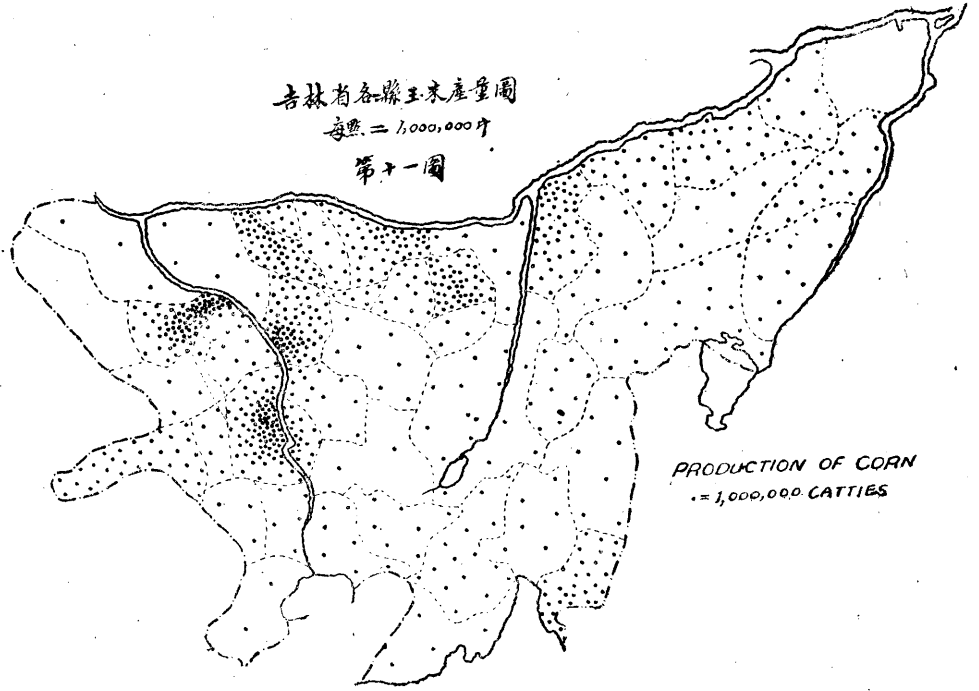 吉林省各縣玉米產量圖
每點=1,000,000斤
第十一圖
PRODUCTION OF CORN
.=1,000,000.CATTIES